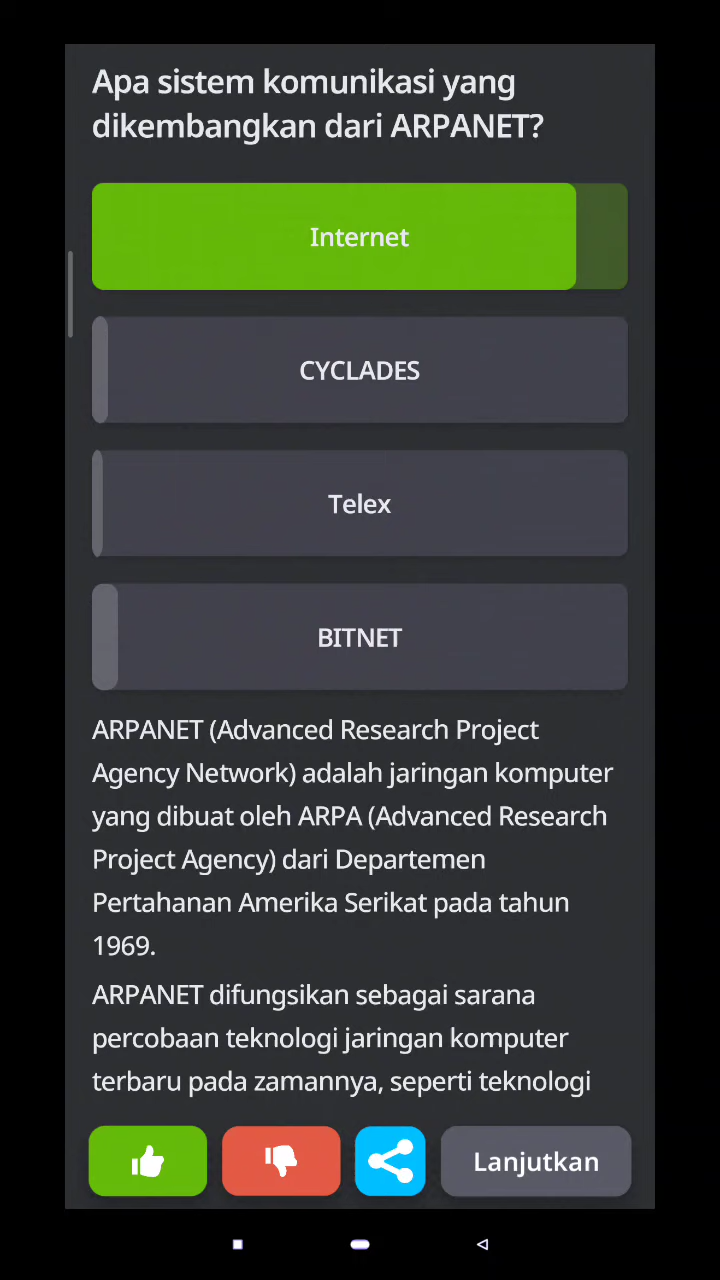 Apa sistem komunikasi yang
dikembangkan dari ARPANET?
Internet
CYCLADES
Telex
BITNET
ARPANET (Advanced Research Project
Agency Network) adalah jaringan komputer
yang dibuat oleh ARPA (Advanced Research
Project Agency) dari Departemen
Pertahanan Amerika Serikat pada tahun
1969.
ARPANET difungsikan sebagai sarana
percobaan teknologi jaringan komputer
terbaru pada zamannya, seperti teknologi
Lanjutkan